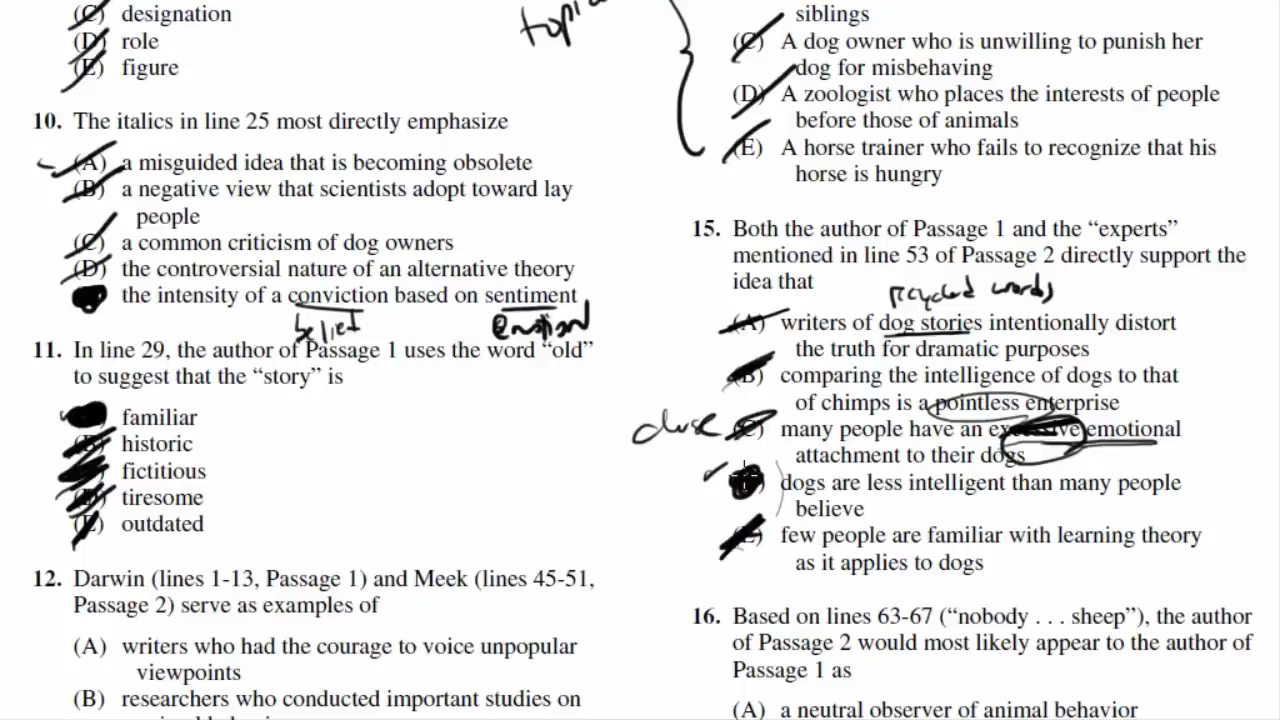 (C) designation
(D) role
(E) figure
10. The italics in line 25 most directly emphasize
(A) a misguided idea that is becoming obsolete
(B) a negative view that scientists adopt toward lay
people
(C) a common criticism of dog owners
(D) the controversial nature of an alternative theory
the intensity of a conviction based on sentiment
belief emotion
11. In line 29, the author of Passage 1 uses the word “old”
to suggest that the “story” is
familiar
(B) historic
fictitious
(D) tiresome
(E) outdated
12. Darwin (lines 1-13, Passage 1) and Meek (lines 45-51,
Passage 2) serve as examples of
(A) writers who had the courage to voice unpopular
viewpoints
(B) researchers who conducted important studies on
siblings
(C) A dog owner who is unwilling to punish her
dog for misbehaving
(D) A zoologist who places the interests of people
before those of animals
(E) A horse trainer who fails to recognize that his
horse is hungry
15. Both the author of Passage 1 and the “experts”
mentioned in line 53 of Passage 2 directly support the
idea that
recycled words
(A) writers of dog stories intentionally distort
the truth for dramatic purposes
(B) comparing the intelligence of dogs to that
of chimps is a pointless enterprise
close (C) many people have an excessive emotional
attachment to their dogs
dogs are less intelligent than many people
believe
(E) few people are familiar with learning theory
as it applies to dogs
16. Based on lines 63-67 (“nobody . . . sheep”), the author
of Passage 2 would most likely appear to the author of
Passage 1 as
(A) a neutral observer of animal behavior